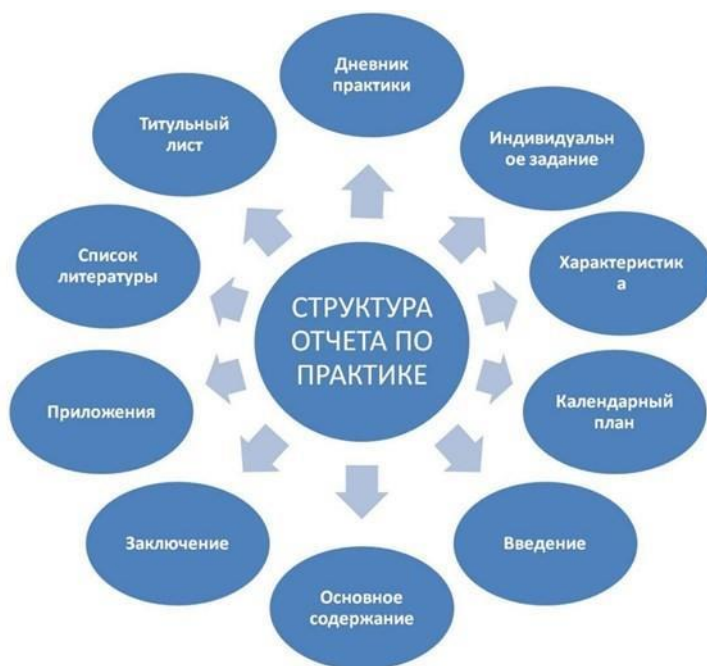 Дневник
практики
Индивидуальн
ое задание
Характеристик
а
Календарный
план
Введение
Основное
содержание
Заключение
Приложения
Список
литературы
Титульный
лист
СТРУКТУРА
ОТЧЕТА ПО
ПРАКТИКЕ